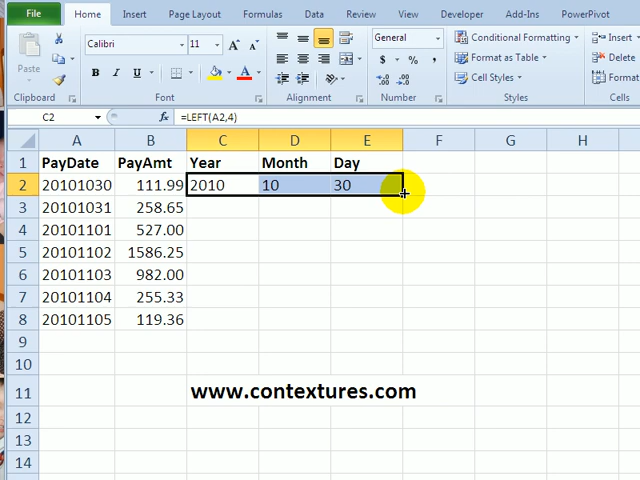 File Home Insert Page Layout Formulas Data Review View Developer Add-Ins PowerPivot
Calibri 11 A A General Conditional Formatting Insert
Paste Format as Table Delete
B I U A $ % , Cell Styles Format
Clipboard Font Alignment Number Styles Cells
C2 fx =LEFT(A2,4)
A B C D E F G H
1 PayDate PayAmt Year Month Day
2 20101030 111.99 2010 10 30
3 20101031 258.65
4 20101101 527.00
5 20101102 1586.25
6 20101103 982.00
7 20101104 255.33
8 20101105 119.36
9
10
11 www.contextures.com
12
13
14